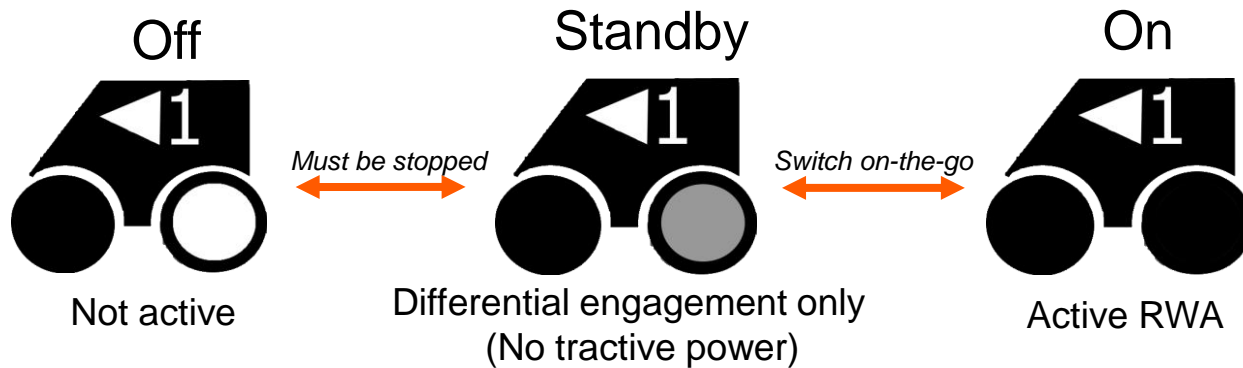 Off
Standby
On
1
1
1
Must be stopped
Switch on-the-go
Not active
Differential engagement only
(No tractive power)
Active RWA